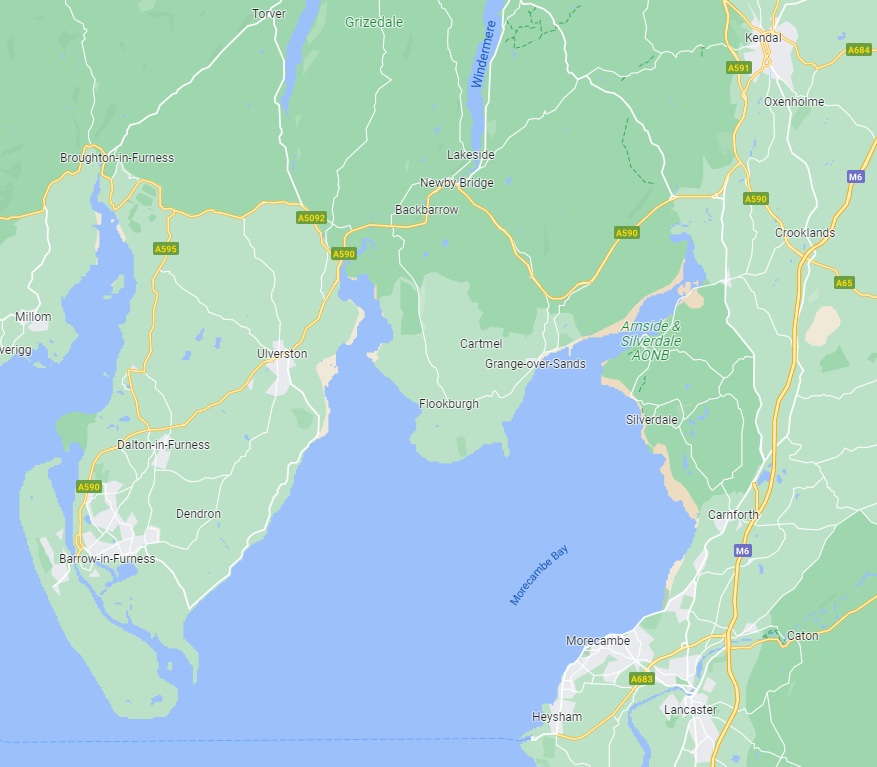 Torver
Grizedale
Windermere
Kendal
A684
A591
Oxenholme
Broughton-in-Furness
Lakeside
M6
Newby Bridge
A590
Backbarrow
A5092
A590
Crooklands
A595
A590
A65
Millom
Arnside &
Silverdale
AONB
verigg
Ulverston
Cartmel
Grange-over-Sands
Flookburgh
Silverdale
Dalton-in-Furness
A590
Dendron
Carnforth
M6
Barrow-in-Furness
Morecambe Bay
Morecambe
Caton
A683
Lancaster
Heysham